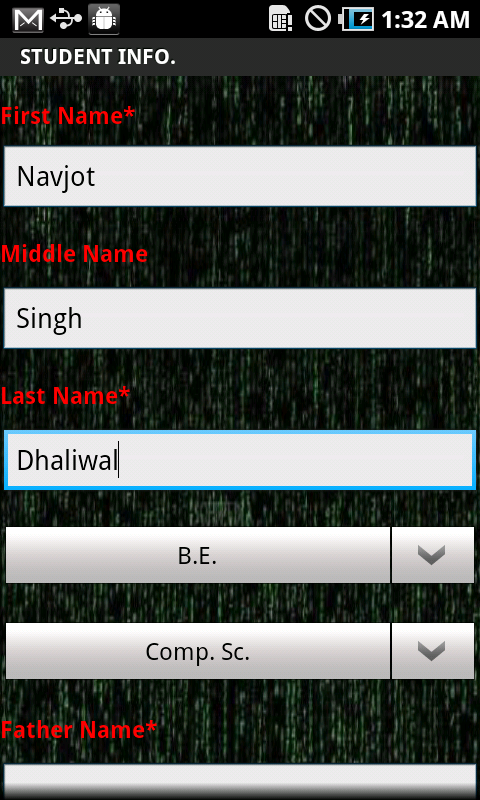 1:32 AM
STUDENT INFO.
First Name*
Navjot
Middle Name
Singh
Last Name*
Dhaliwal
B.E.
Comp. Sc.
Father Name*